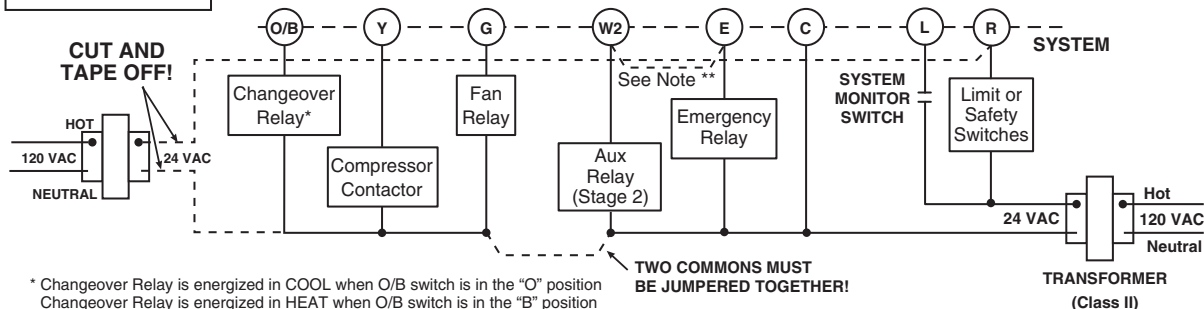 O/B Y G W2 E C L R
SYSTEM
CUT AND
TAPE OFF!
See Note **
SYSTEM
MONITOR
SWITCH
Changeover
Relay*
Fan
Relay
Limit or
Safety
Switches
Emergency
Relay
HOT
120 VAC
24 VAC
NEUTRAL
Compressor
Contactor
Aux
Relay
(Stage 2)
24 VAC
Hot
120 VAC
Neutral
TWO COMMONS MUST
BE JUMPERED TOGETHER!
TRANSFORMER
(Class II)
* Changeover Relay is energized in COOL when O/B switch is in the “O” position
Changeover Relay is energized in HEAT when O/B switch is in the “B” position